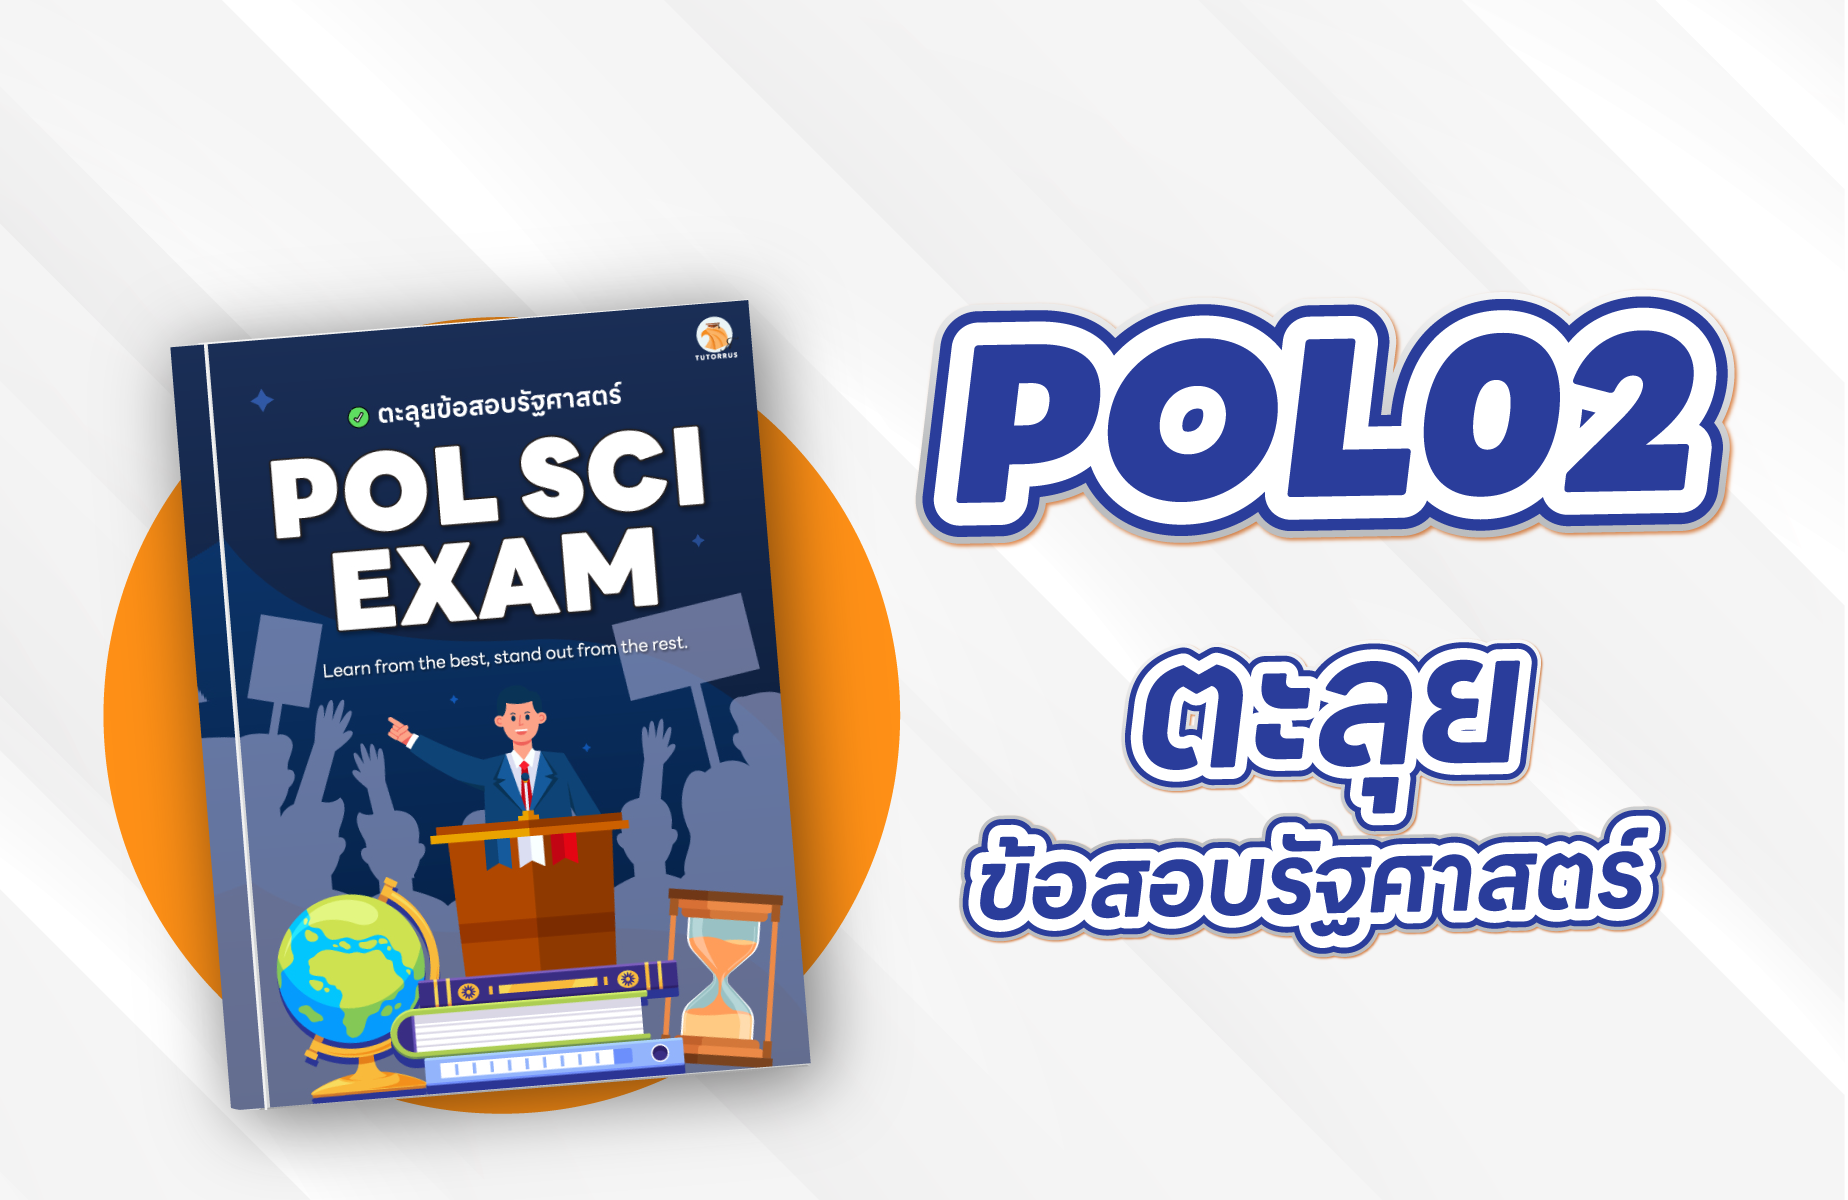 TUTORRUS
ตะลุยข้อสอบรัฐศาสตร์
POL SCI
EXAM
Learn from the best, stand out from the rest.
POL02
ตะลุย
ข้อสอบรัฐศาสตร์